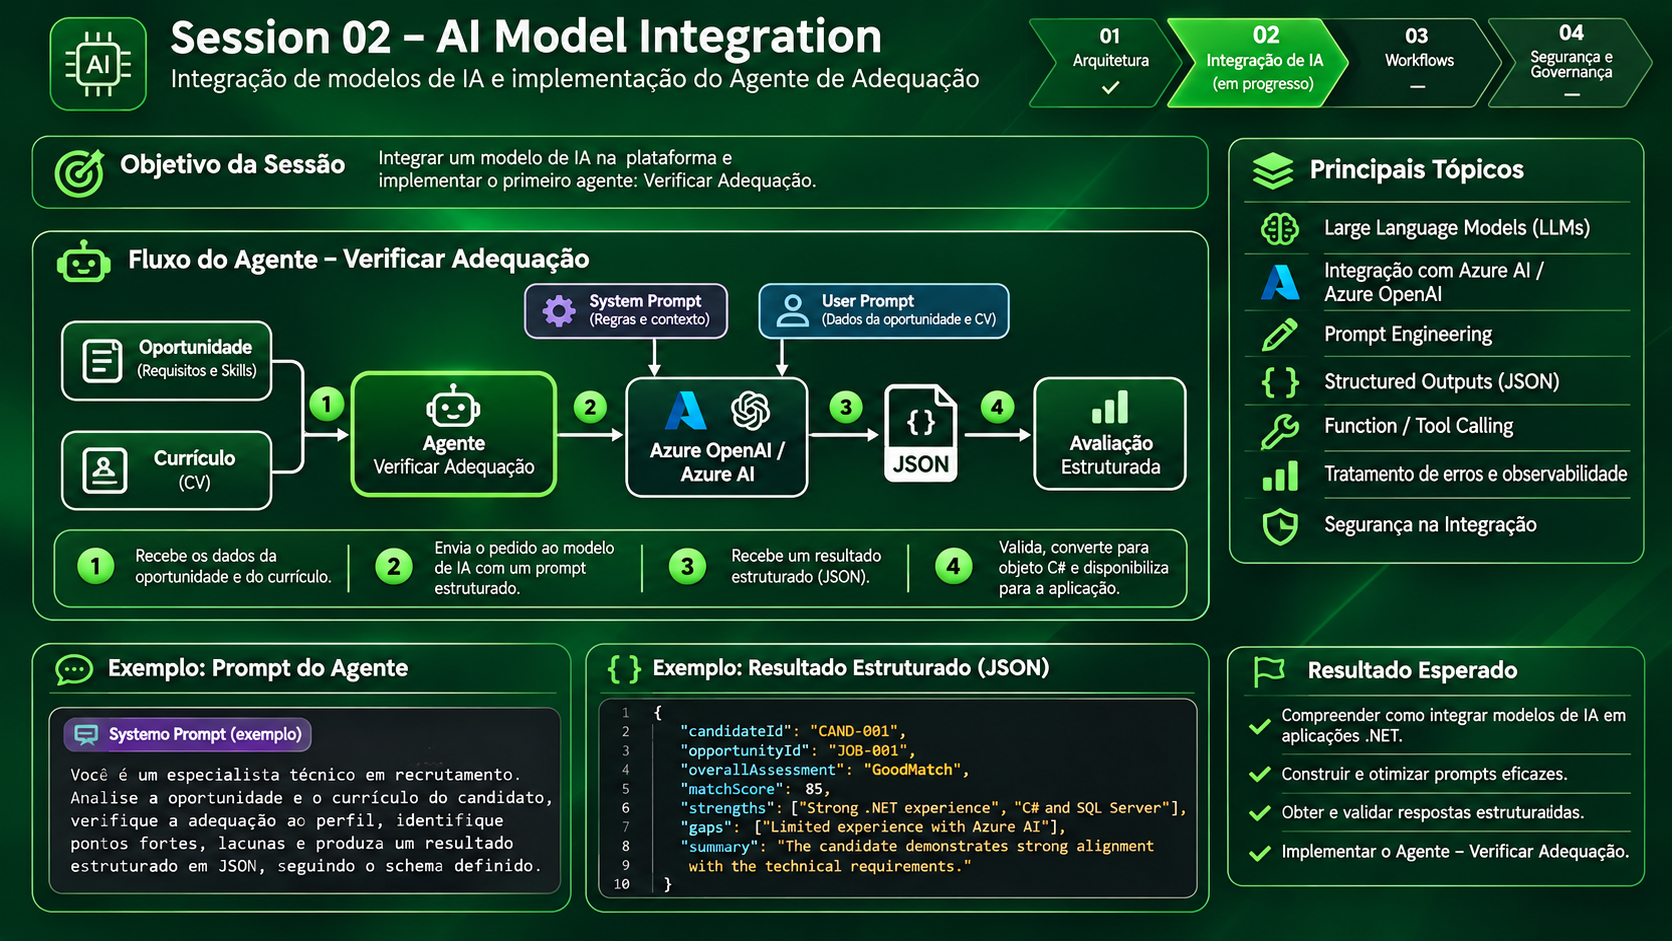 AI
Session 02 – AI Model Integration
Integração de modelos de IA e implementação do Agente de Adequação
01
Arquitetura
02
Integração de IA
(em progresso)
03
Workflows
04
Segurança e
Governança
Objetivo da Sessão
Integrar um modelo de IA na plataforma e
implementar o primeiro agente: Verificar Adequação.
Fluxo do Agente – Verificar Adequação
System Prompt
(Regras e contexto)
User Prompt
(Dados da oportunidade e CV)
Oportunidade
(Requisitos e Skills)
Currículo
(CV)
1
Agente
Verificar Adequação
2
Azure OpenAI /
Azure AI
3
{}
JSON
4
Avaliação
Estruturada
1
Recebe os dados da
oportunidade e do currículo.
2
Envia o pedido ao modelo
de IA com um prompt
estruturado.
3
Recebe um resultado
estruturado (JSON).
4
Valida, converte para
objeto C# e disponibiliza
para a aplicação.
Principais Tópicos
Large Language Models (LLMs)
Integração com Azure AI /
Azure OpenAI
Prompt Engineering
{} Structured Outputs (JSON)
Function / Tool Calling
Tratamento de erros e observabilidade
Segurança na Integração
Exemplo: Prompt do Agente
Systemo Prompt (exemplo)
Você é um especialista técnico em recrutamento.
Analise a oportunidade e o currículo do candidato,
verifique a adequação ao perfil, identifique
pontos fortes, lacunas e produza um resultado
estruturado em JSON, seguindo o schema definido.
{} Exemplo: Resultado Estruturado (JSON)
1 {
2 "candidateId": "CAND-001",
3 "opportunityId": "JOB-001",
4 "overallAssessment": "GoodMatch",
5 "matchScore": 85,
6 "strengths": ["Strong .NET experience", "C# and SQL Server"],
7 "gaps": ["Limited experience with Azure AI"],
8 "summary": "The candidate demonstrates strong alignment
9 with the technical requirements."
10 }
Resultado Esperado
Compreender como integrar modelos de IA em
aplicações .NET.
Construir e otimizar prompts eficazes.
Obter e validar respostas estruturadas.
Implementar o Agente – Verificar Adequação.